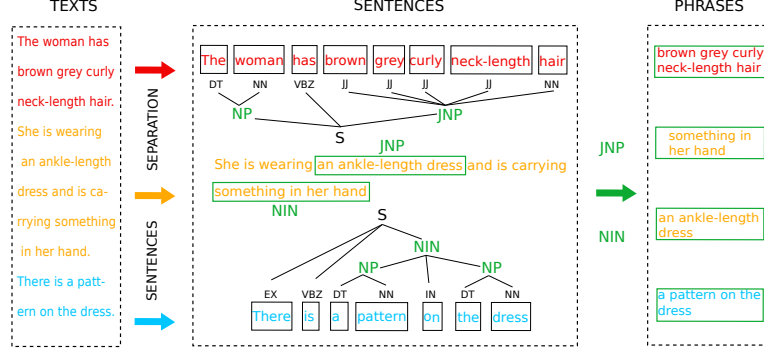 TEXTS
The woman has
brown grey curly
neck-length hair.
She is wearing
an ankle-length
dress and is ca-
rrying something
in her hand.
There is a patt-
ern on the dress.
SEPARATION
SENTENCES
SENTENCES
The woman has brown grey curly neck-length hair
DT NN VBZ JJ JJ JJ JJ NN
NP JNP
S
JNP
She is wearing an ankle-length dress and is carrying
something in her hand
NIN
S
NIN
NP NP
EX VBZ DT NN IN DT NN
There is a pattern on the dress
JNP
NIN
PHRASES
brown grey curly
neck-length hair
something in
her hand
an ankle-length
dress
a pattern on the
dress